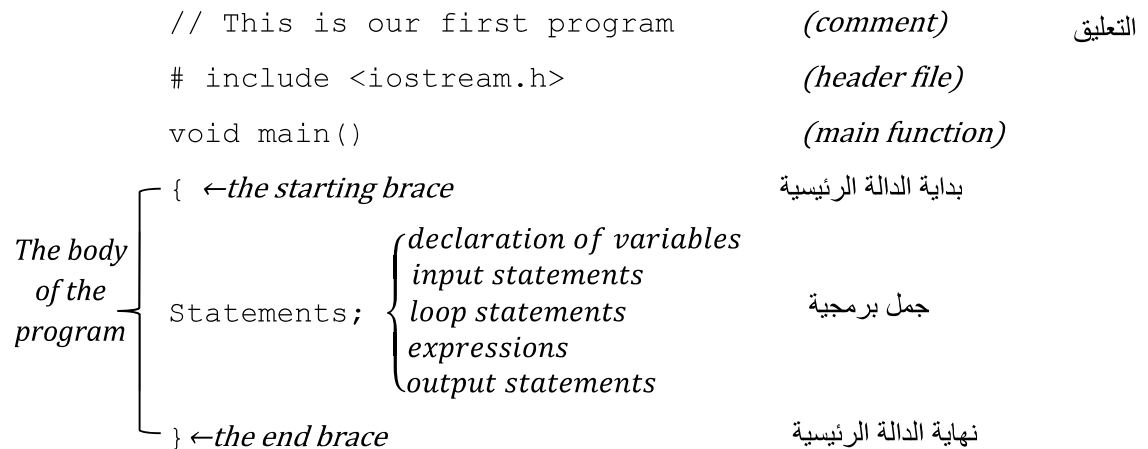 // This is our first program (comment) التعليق
# include <iostream.h> (header file)
void main() (main function)
{ ←the starting brace بداية الدالة الرئيسية
The body of the program
Statements; جمل برمجية
declaration of variables
input statements
loop statements
expressions
output statements
} ←the end brace نهاية الدالة الرئيسية